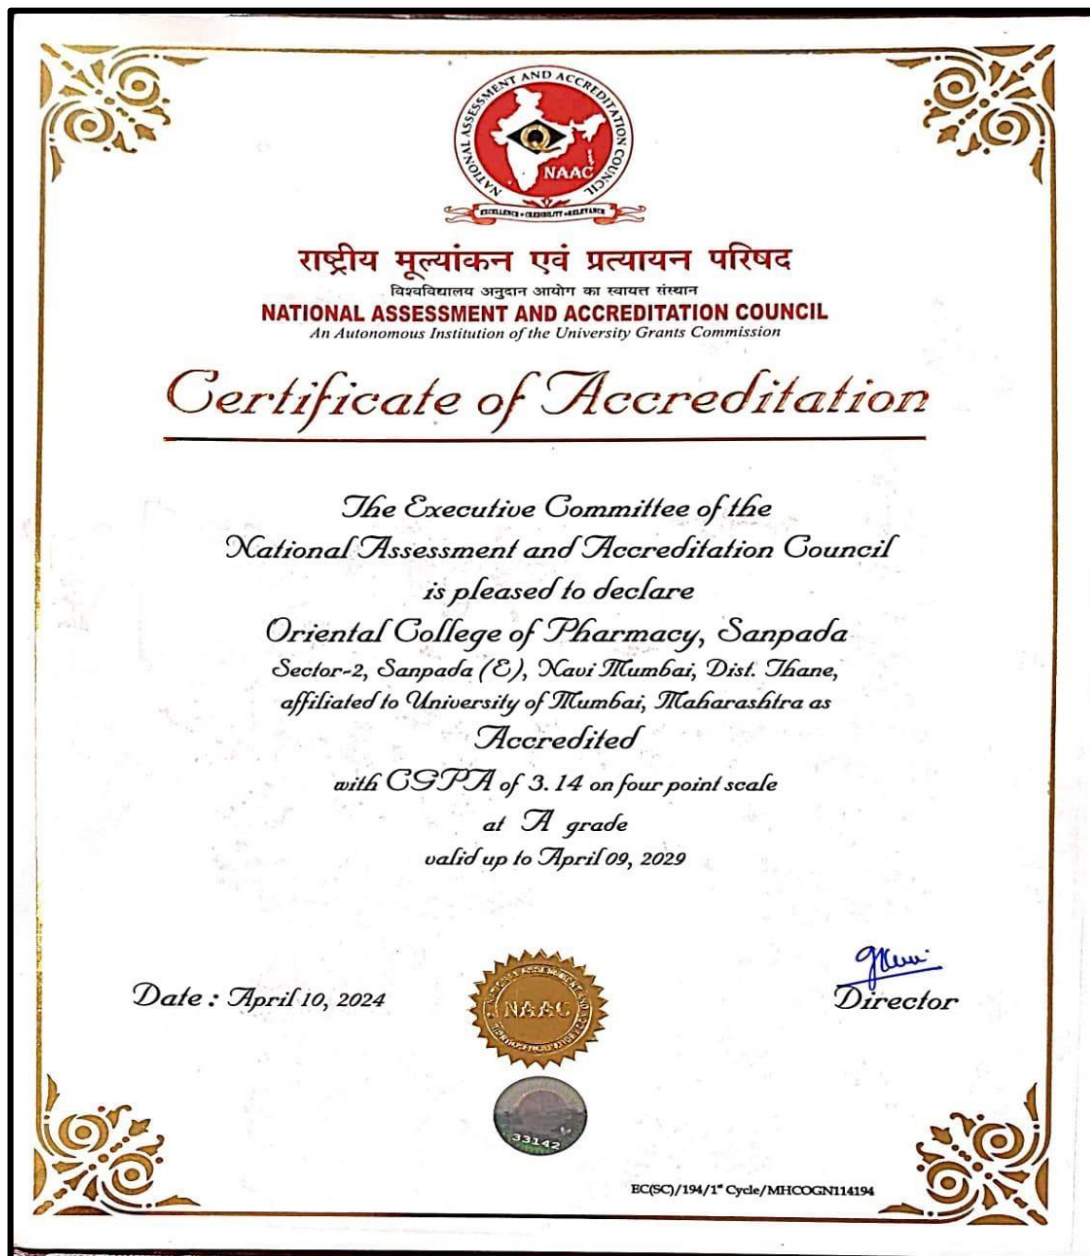 NATIONAL ASSESSMENT AND ACCREDITATION COUNCIL
NAAC
EXCELLENCE • CREDIBILITY • RELEVANCE
राष्ट्रीय मूल्यांकन एवं प्रत्यायन परिषद
विश्वविद्यालय अनुदान आयोग का स्वायत्त संस्थान
NATIONAL ASSESSMENT AND ACCREDITATION COUNCIL
An Autonomous Institution of the University Grants Commission
Certificate of Accreditation
The Executive Committee of the
National Assessment and Accreditation Council
is pleased to declare
Oriental College of Pharmacy, Sanpada
Sector-2, Sanpada (E), Navi Mumbai, Dist. Thane,
affiliated to University of Mumbai, Maharashtra as
Accredited
with CGPA of 3.14 on four point scale
at A grade
valid up to April 09, 2029
Date : April 10, 2024
Director
NAAC
33142
EC(SC)/194/1st Cycle/MHCOGN114194